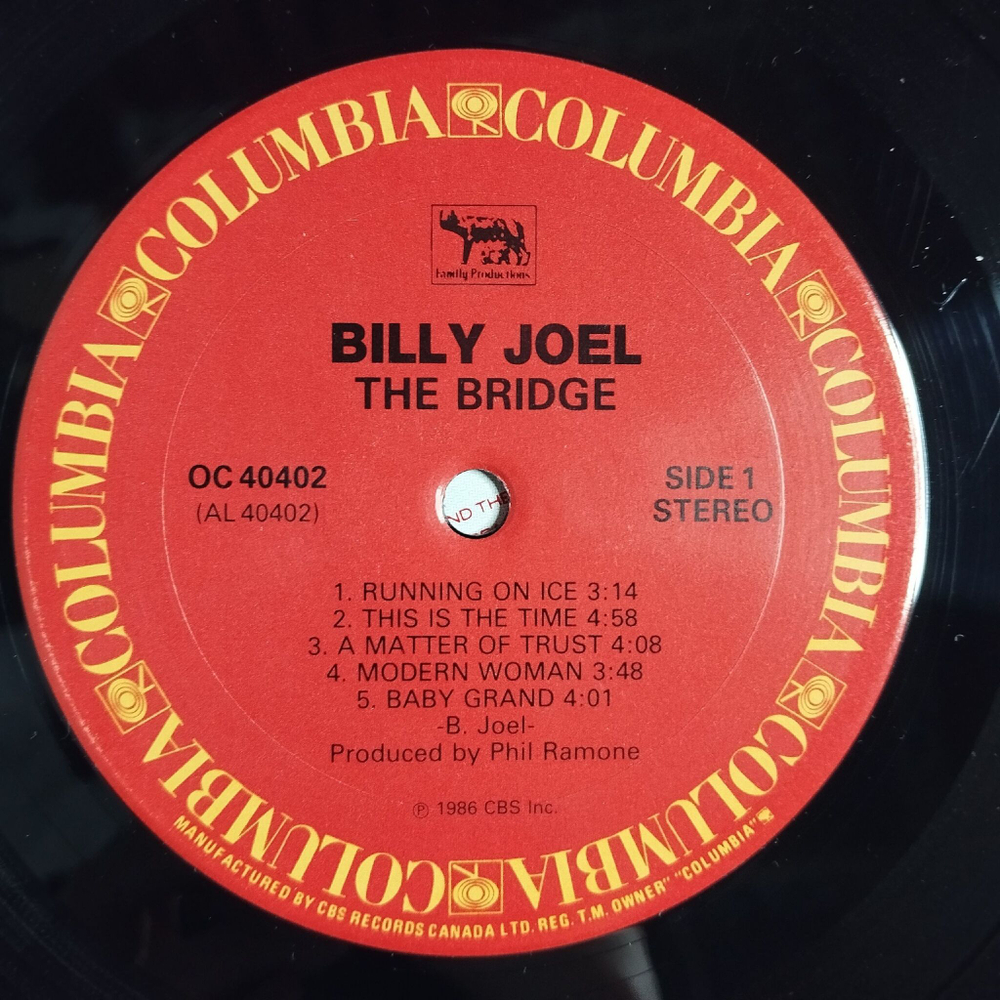 COLUMBIA COLUMBIA COLUMBIA COLUMBIA COLUMBIA COLUMBIA
Family Productions
BILLY JOEL
THE BRIDGE
OC 40402
(AL 40402)
SIDE 1
STEREO
ND THE
1. RUNNING ON ICE 3:14
2. THIS IS THE TIME 4:58
3. A MATTER OF TRUST 4:08
4. MODERN WOMAN 3:48
5. BABY GRAND 4:01
-B. Joel-
Produced by Phil Ramone
℗ 1986 CBS Inc.
MANUFACTURED BY CBS RECORDS CANADA LTD. REG. T.M. OWNER" "COLUMBIA"